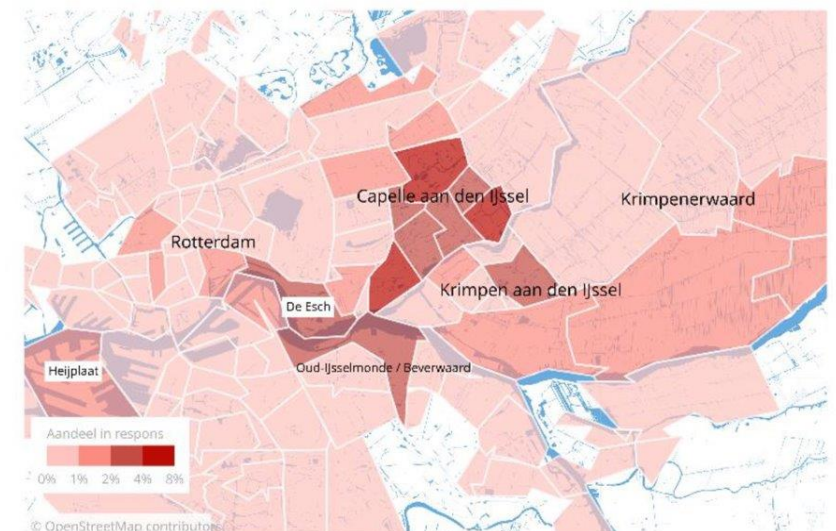 Capelle aan den IJssel
Krimpenerwaard
Rotterdam
Krimpen aan den IJssel
De Esch
Oud-IJsselmonde / Beverwaard
Heijplaat
Aandeel in respons
0% 1% 2% 4% 8%
© OpenStreetMap contributors